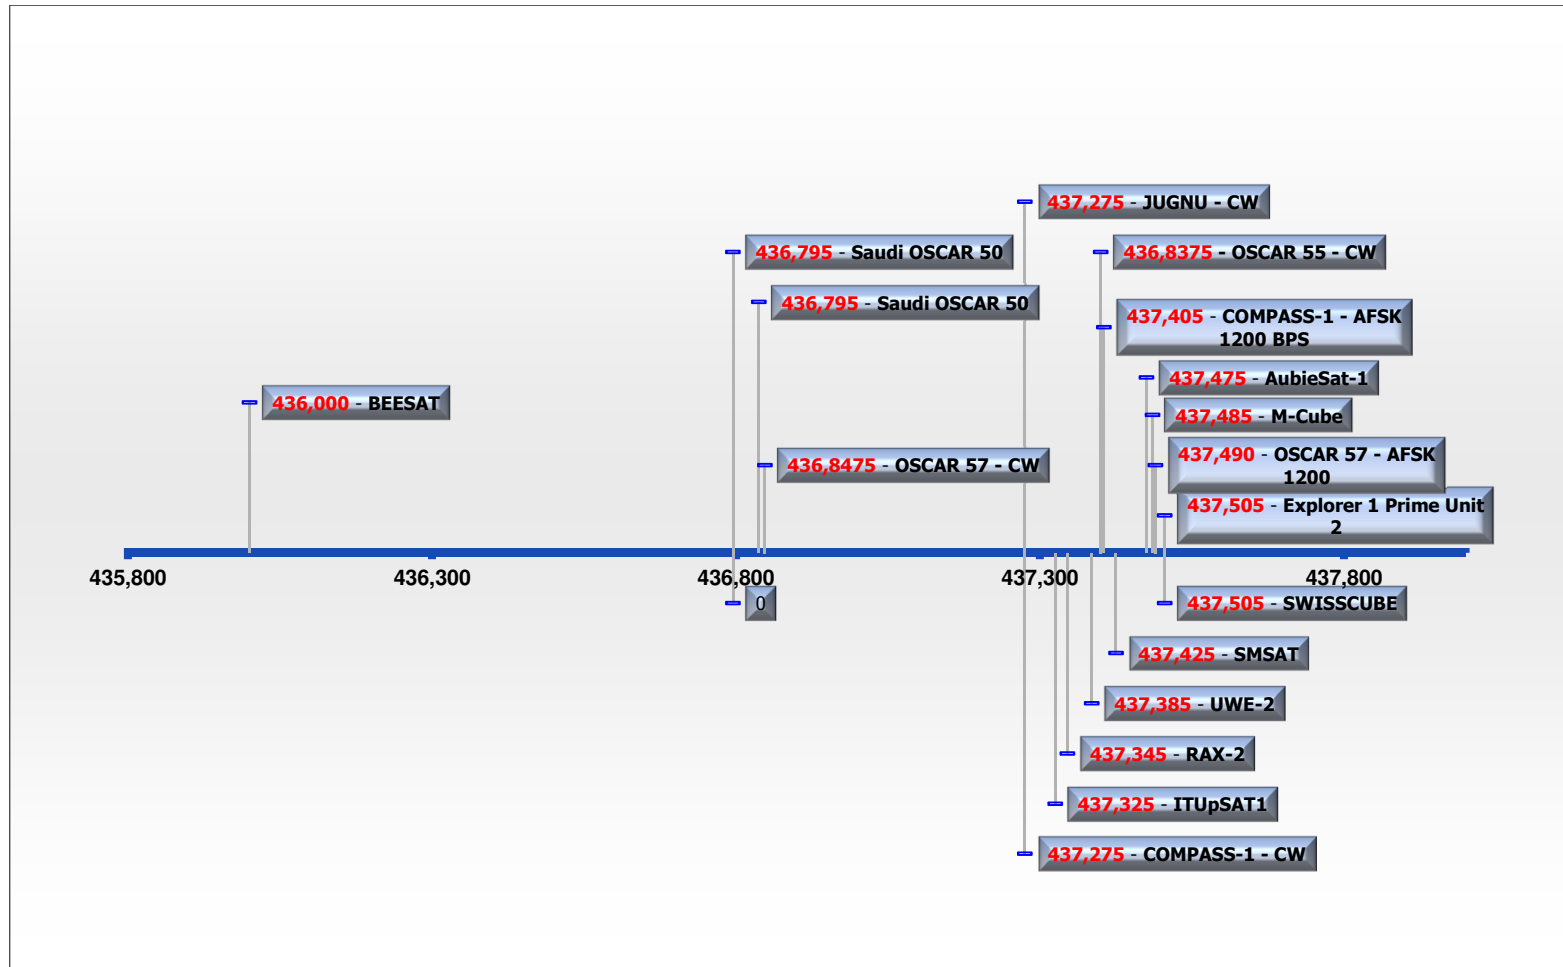 437,275 - JUGNU - CW
436,795 - Saudi OSCAR 50
436,8375 - OSCAR 55 - CW
436,795 - Saudi OSCAR 50
437,405 - COMPASS-1 - AFSK
1200 BPS
437,475 - AubieSat-1
436,000 - BEESAT
437,485 - M-Cube
436,8475 - OSCAR 57 - CW
437,490 - OSCAR 57 - AFSK
1200
437,505 - Explorer 1 Prime Unit
2
435,800 436,300 436,800 437,300 437,800
0
437,505 - SWISSCUBE
437,425 - SMSAT
437,385 - UWE-2
437,345 - RAX-2
437,325 - ITUpSAT1
437,275 - COMPASS-1 - CW